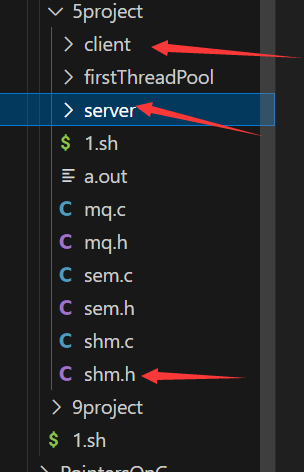 5project
client
firstThreadPool
server
$ 1.sh
a.out
C mq.c
C mq.h
C sem.c
C sem.h
C shm.c
C shm.h
9project
$ 1.sh
PointersOnC